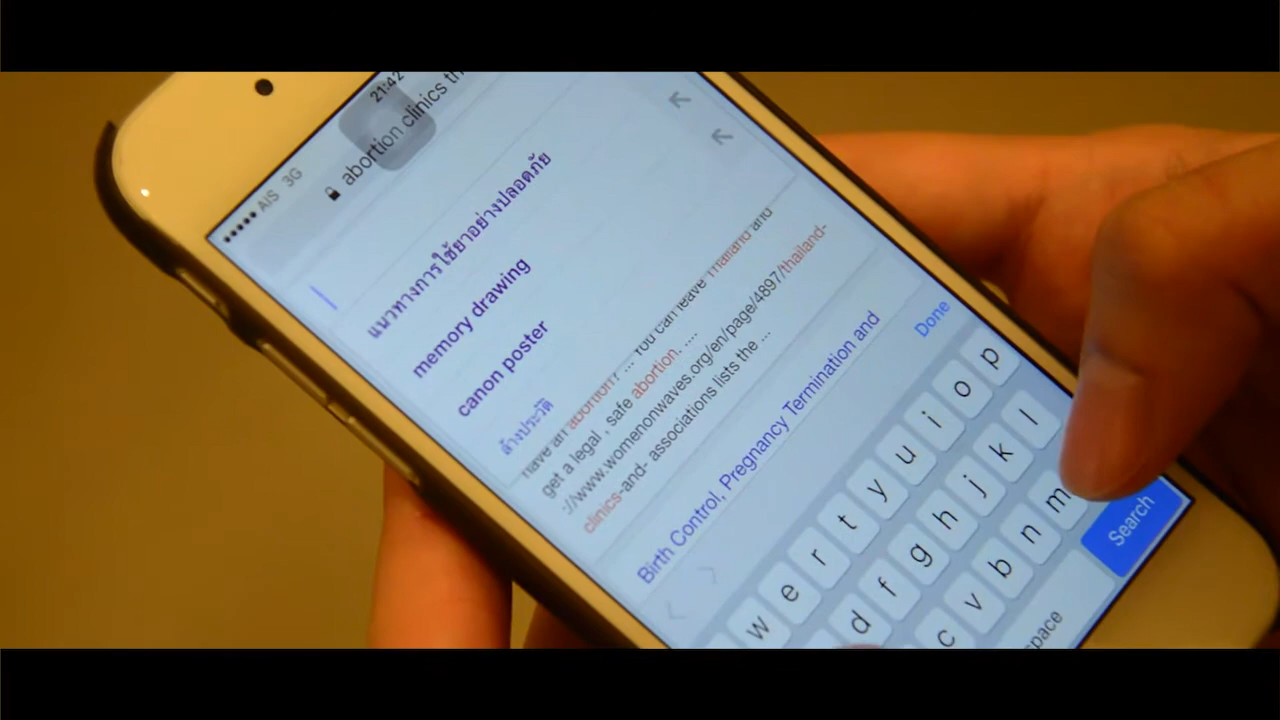 AIS 3G
21:42
abortion clinics th
แนวทางการใช้ยาอย่างปลอดภัย
memory drawing
canon poster
ล้างประวัติ
have an abortion? ... You can leave Thailand and
get a legal , safe abortion. ....
://www.womenonwaves.org/en/page/4897/thailand-
clinics-and- associations lists the ...
Birth Control, Pregnancy Termination and
Done
w e r t y u i o p
d f g h j k l
c v b n m
space
Search